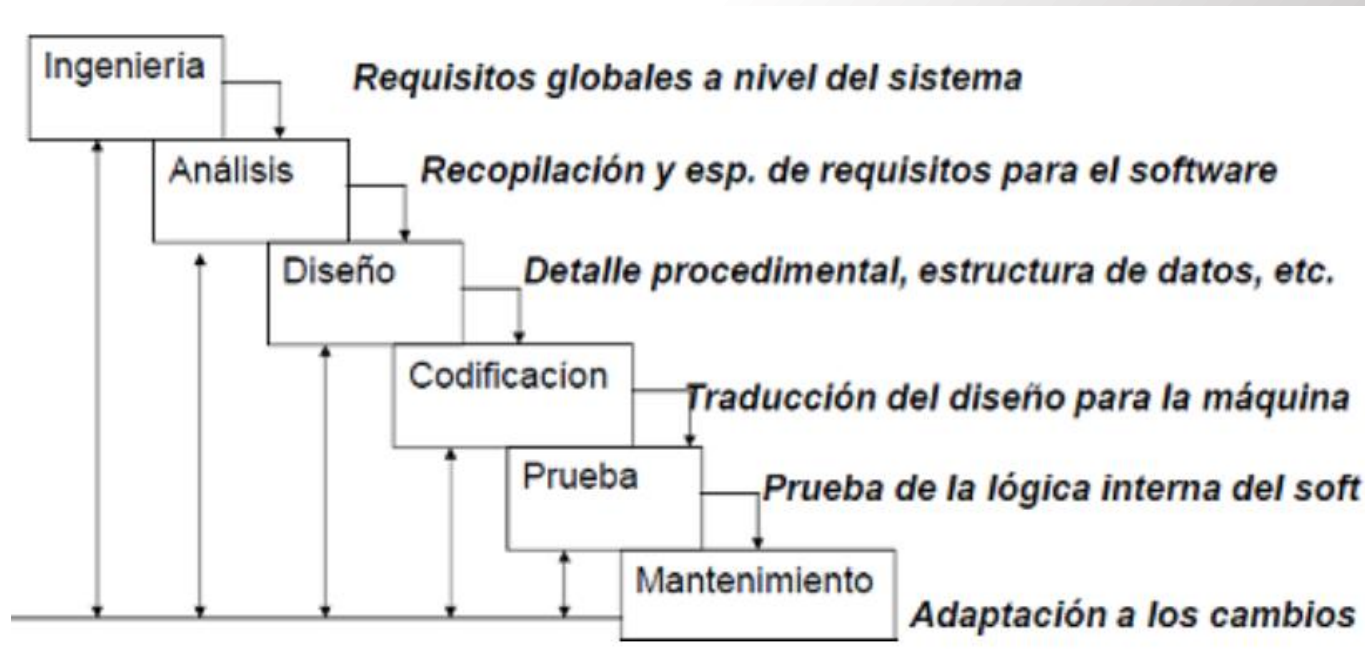 Ingenieria
Requisitos globales a nivel del sistema
Análisis
Recopilación y esp. de requisitos para el software
Diseño
Detalle procedimental, estructura de datos, etc.
Codificacion
Traducción del diseño para la máquina
Prueba
Prueba de la lógica interna del soft
Mantenimiento
Adaptación a los cambios